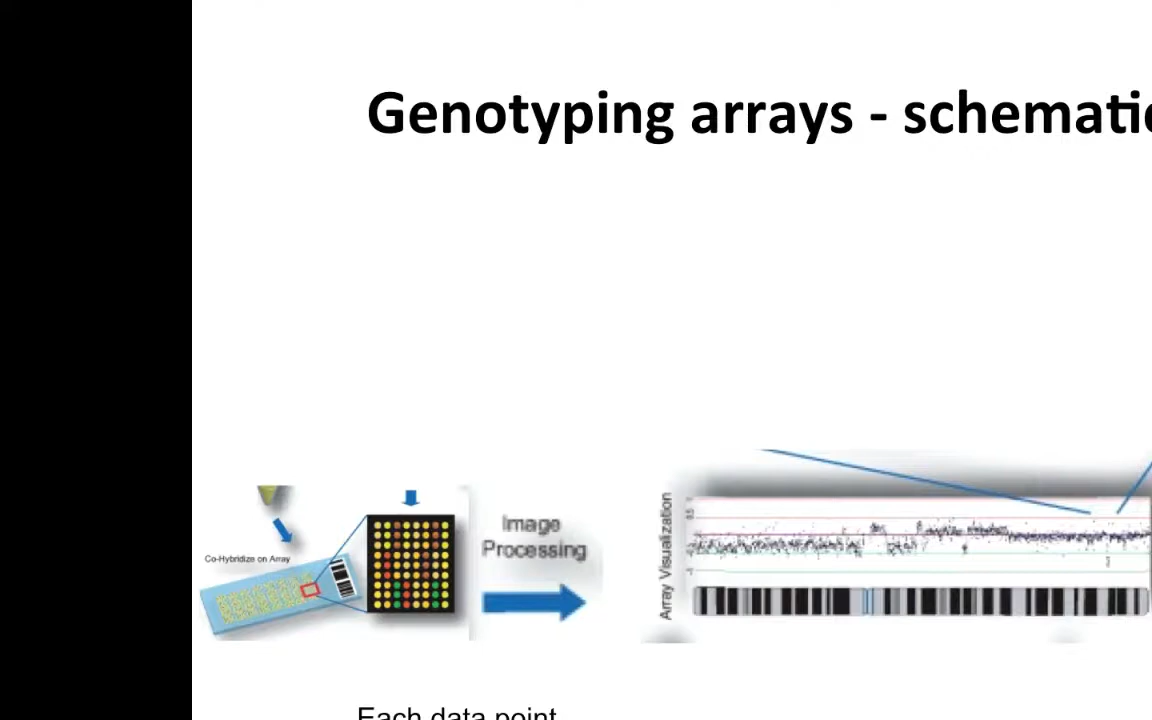 Genotyping arrays - schematic
Co-Hybridize on Array
Image
Processing
Array Visualization
Each data point